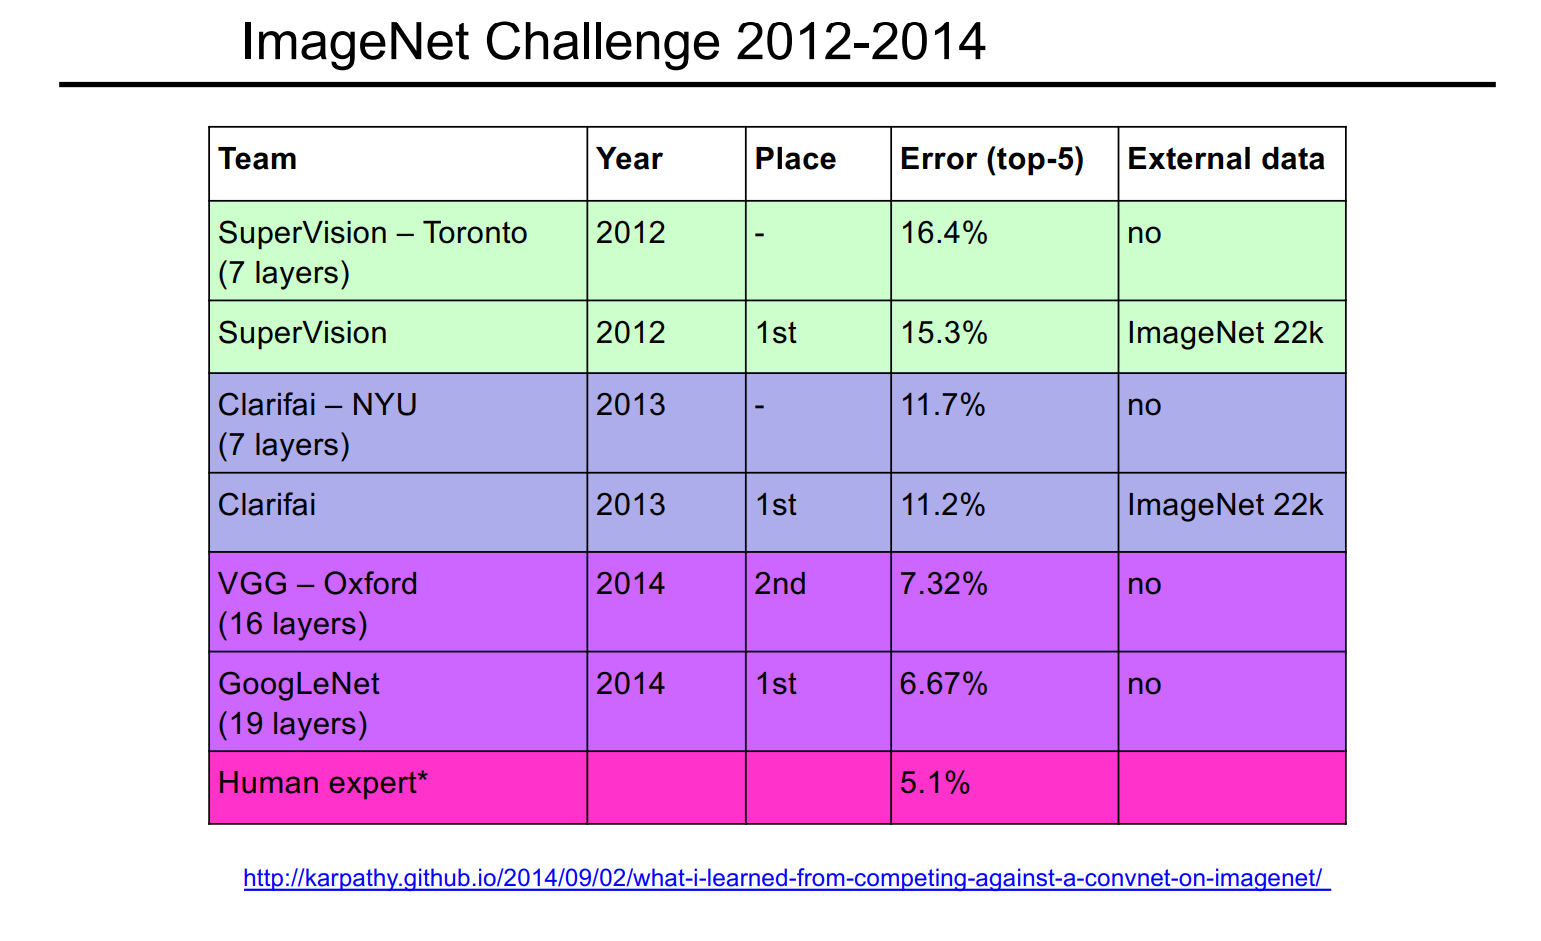 ImageNet Challenge 2012-2014
Team Year Place Error (top-5) External data
SuperVision – Toronto 2012 - 16.4% no
(7 layers)
SuperVision 2012 1st 15.3% ImageNet 22k
Clarifai – NYU 2013 - 11.7% no
(7 layers)
Clarifai 2013 1st 11.2% ImageNet 22k
VGG – Oxford 2014 2nd 7.32% no
(16 layers)
GoogLeNet 2014 1st 6.67% no
(19 layers)
Human expert* 5.1%
http://karpathy.github.io/2014/09/02/what-i-learned-from-competing-against-a-convnet-on-imagenet/